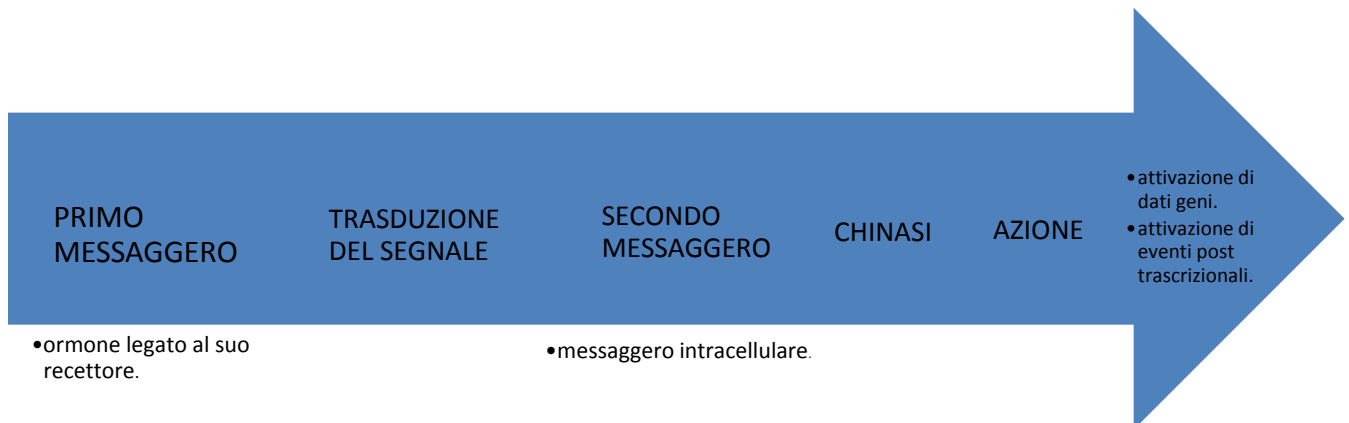 PRIMO
MESSAGGERO
•ormone legato al suo
recettore.
TRASDUZIONE
DEL SEGNALE
SECONDO
MESSAGGERO
•messaggero intracellulare.
CHINASI
AZIONE
•attivazione di
dati geni.
•attivazione di
eventi post
trascrizionali.